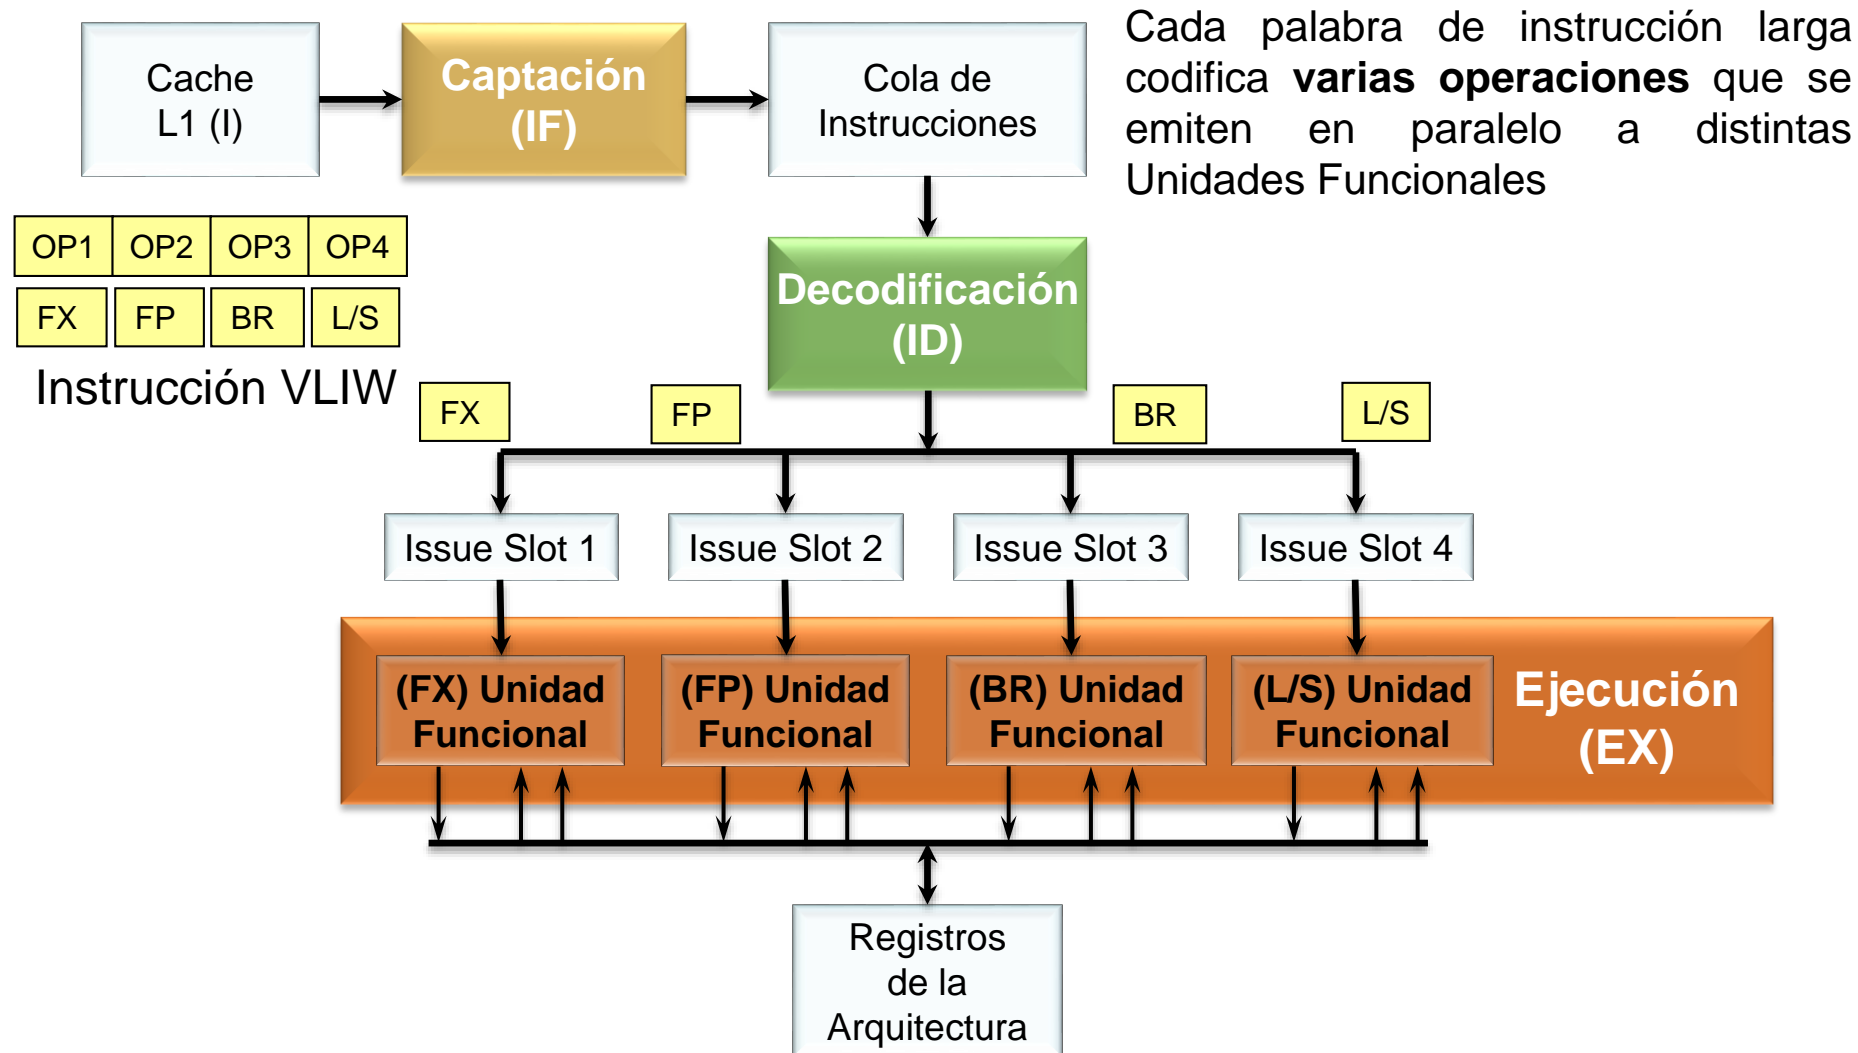 Cache
L1 (I)
Captación
(IF)
Cola de
Instrucciones
Cada palabra de instrucción larga
codifica varias operaciones que se
emiten en paralelo a distintas
Unidades Funcionales
OP1 OP2 OP3 OP4
FX FP BR L/S
Instrucción VLIW
Decodificación
(ID)
FX FP BR L/S
Issue Slot 1
Issue Slot 2
Issue Slot 3
Issue Slot 4
(FX) Unidad
Funcional
(FP) Unidad
Funcional
(BR) Unidad
Funcional
(L/S) Unidad
Funcional
Ejecución
(EX)
Registros
de la
Arquitectura